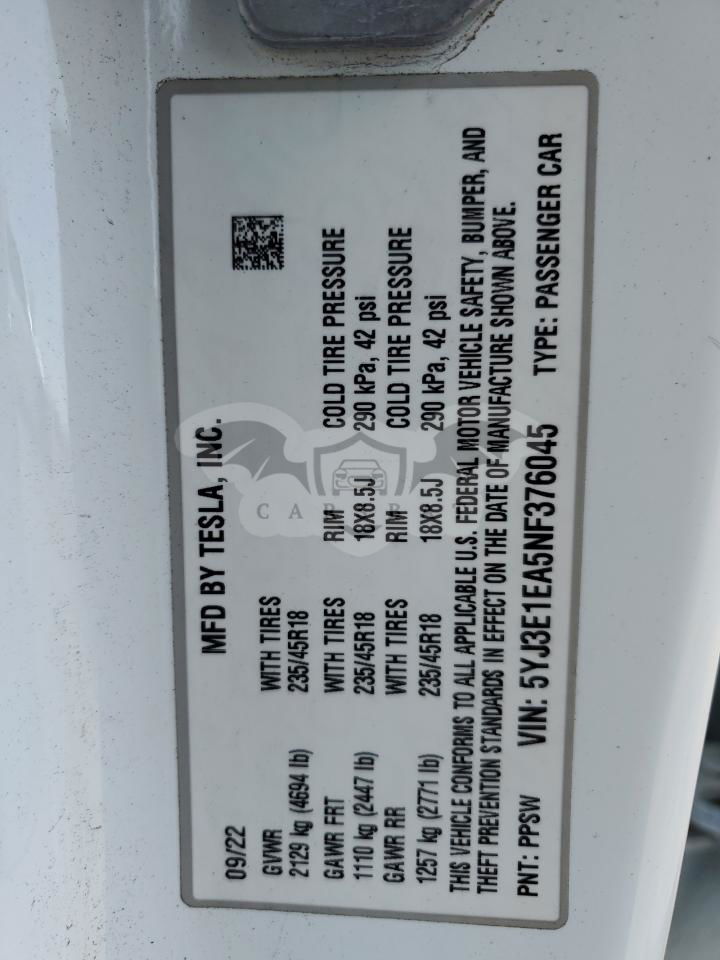 MFD BY TESLA, INC.
09/22
GVWR WITH TIRES
2129 kg (4694 lb) 235/45R18
GAWR FRT WITH TIRES RIM COLD TIRE PRESSURE
1110 kg (2447 lb) 235/45R18 18X8.5J 290 kPa, 42 psi
GAWR RR WITH TIRES RIM COLD TIRE PRESSURE
1257 kg (2771 lb) 235/45R18 18X8.5J 290 kPa, 42 psi
THIS VEHICLE CONFORMS TO ALL APPLICABLE U.S. FEDERAL MOTOR VEHICLE SAFETY, BUMPER, AND
THEFT PREVENTION STANDARDS IN EFFECT ON THE DATE OF MANUFACTURE SHOWN ABOVE.
PNT: PPSW VIN: 5YJ3E1EA5NF376045 TYPE: PASSENGER CAR